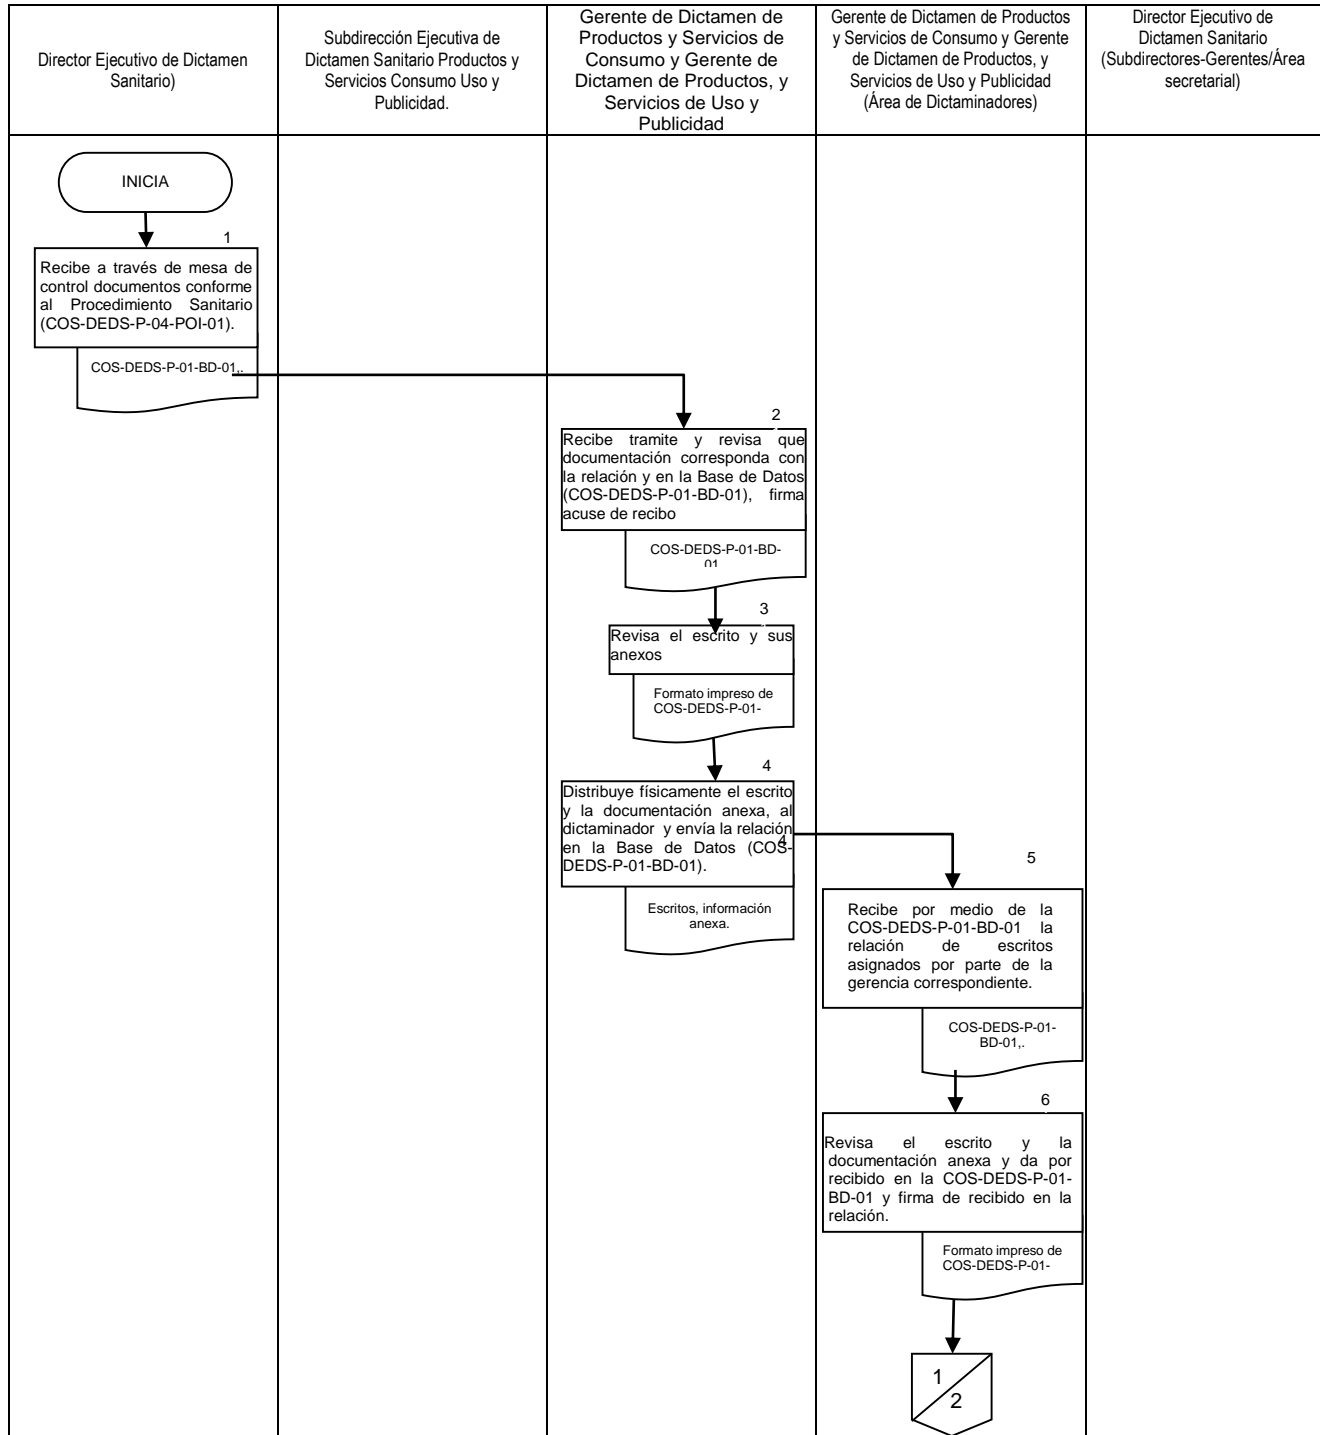 Director Ejecutivo de Dictamen
Sanitario)
Subdirección Ejecutiva de
Dictamen Sanitario Productos y
Servicios Consumo Uso y
Publicidad.
Gerente de Dictamen de
Productos y Servicios de
Consumo y Gerente de
Dictamen de Productos, y
Servicios de Uso y
Publicidad
Gerente de Dictamen de Productos
y Servicios de Consumo y Gerente
de Dictamen de Productos, y
Servicios de Uso y Publicidad
(Área de Dictaminadores)
Director Ejecutivo de
Dictamen Sanitario
(Subdirectores-Gerentes/Área
secretarial)
INICIA
1
Recibe a través de mesa de
control documentos conforme
al Procedimiento Sanitario
(COS-DEDS-P-04-POI-01).
COS-DEDS-P-01-BD-01,.
2
Recibe tramite y revisa que
documentación corresponda con
la relación y en la Base de Datos
(COS-DEDS-P-01-BD-01), firma
acuse de recibo
COS-DEDS-P-01-BD-
01
3
Revisa el escrito y sus
anexos
Formato impreso de
COS-DEDS-P-01-
4
Distribuye físicamente el escrito
y la documentación anexa, al
dictaminador y envía la relación
en la Base de Datos (COS-
DEDS-P-01-BD-01).
4
Escritos, información
anexa.
5
Recibe por medio de la
COS-DEDS-P-01-BD-01 la
relación de escritos
asignados por parte de la
gerencia correspondiente.
COS-DEDS-P-01-
BD-01,.
6
Revisa el escrito y la
documentación anexa y da por
recibido en la COS-DEDS-P-01-
BD-01 y firma de recibido en la
relación.
Formato impreso de
COS-DEDS-P-01-
1
2